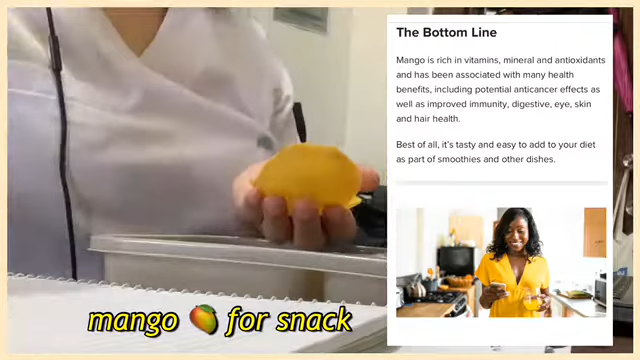 The Bottom Line
Mango is rich in vitamins, mineral and antioxidants
and has been associated with many health
benefits, including potential anticancer effects as
well as improved immunity, digestive, eye, skin
and hair health.
Best of all, it's tasty and easy to add to your diet
as part of smoothies and other dishes.
mango 🥭 for snack